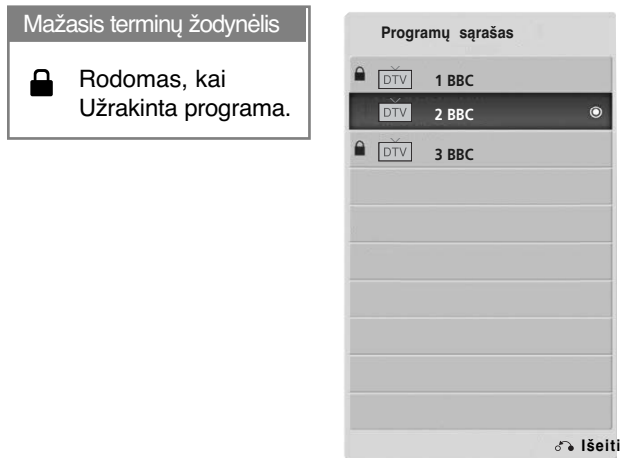 Mažasis terminų žodynėlis
Rodomas, kai
Užrakinta programa.
Programų sąrašas
DTV 1 BBC
DTV 2 BBC
DTV 3 BBC
Išeiti